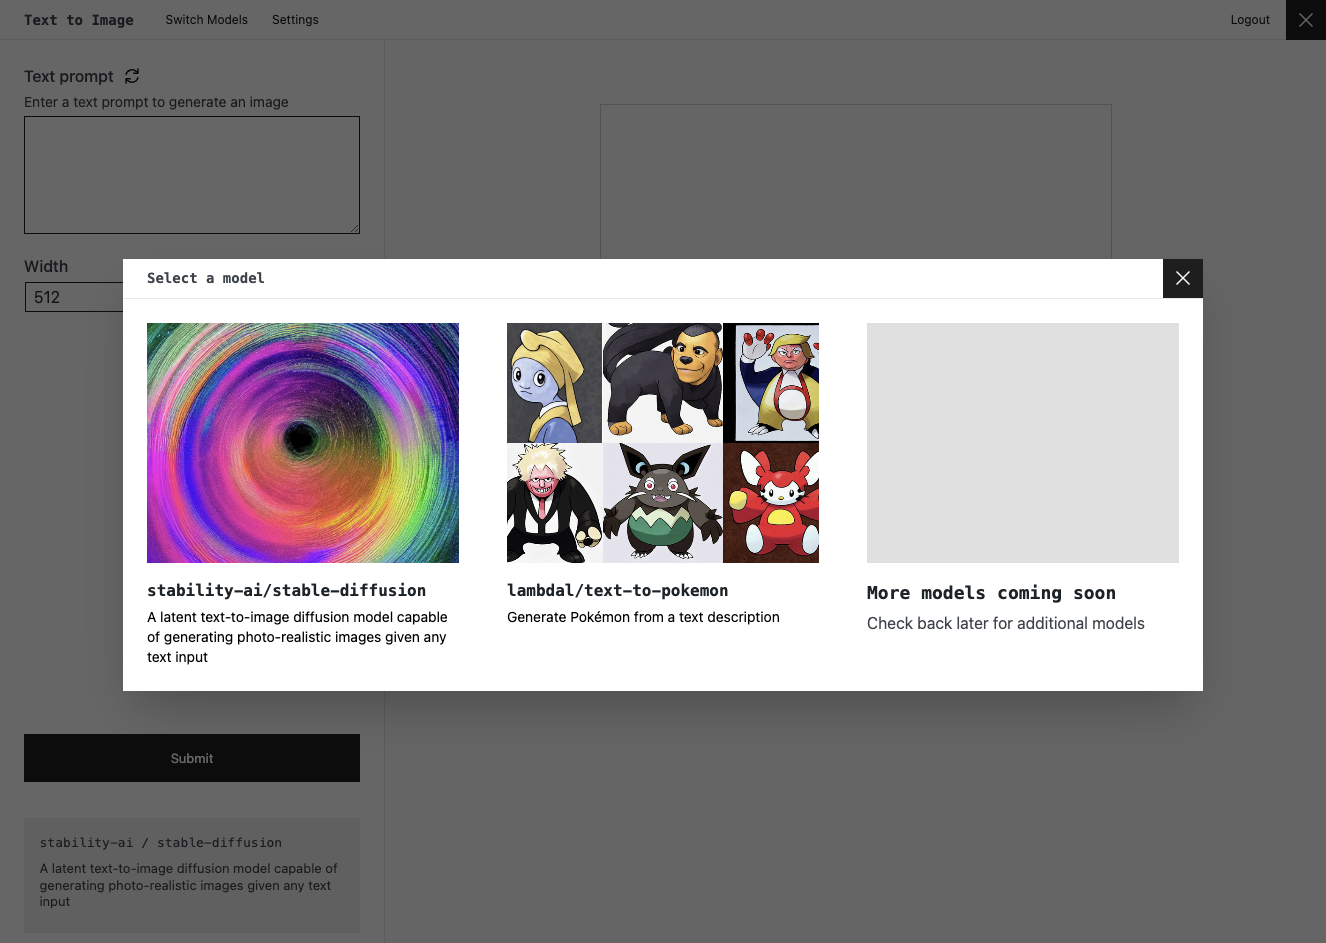 Text to Image
Switch Models
Settings
Logout
Text prompt
Enter a text prompt to generate an image
Width
512
Select a model
stability-ai/stable-diffusion
A latent text-to-image diffusion model capable
of generating photo-realistic images given any
text input
lambdal/text-to-pokemon
Generate Pokémon from a text description
More models coming soon
Check back later for additional models
Submit
stability-ai / stable-diffusion
A latent text-to-image diffusion model capable of
generating photo-realistic images given any text
input